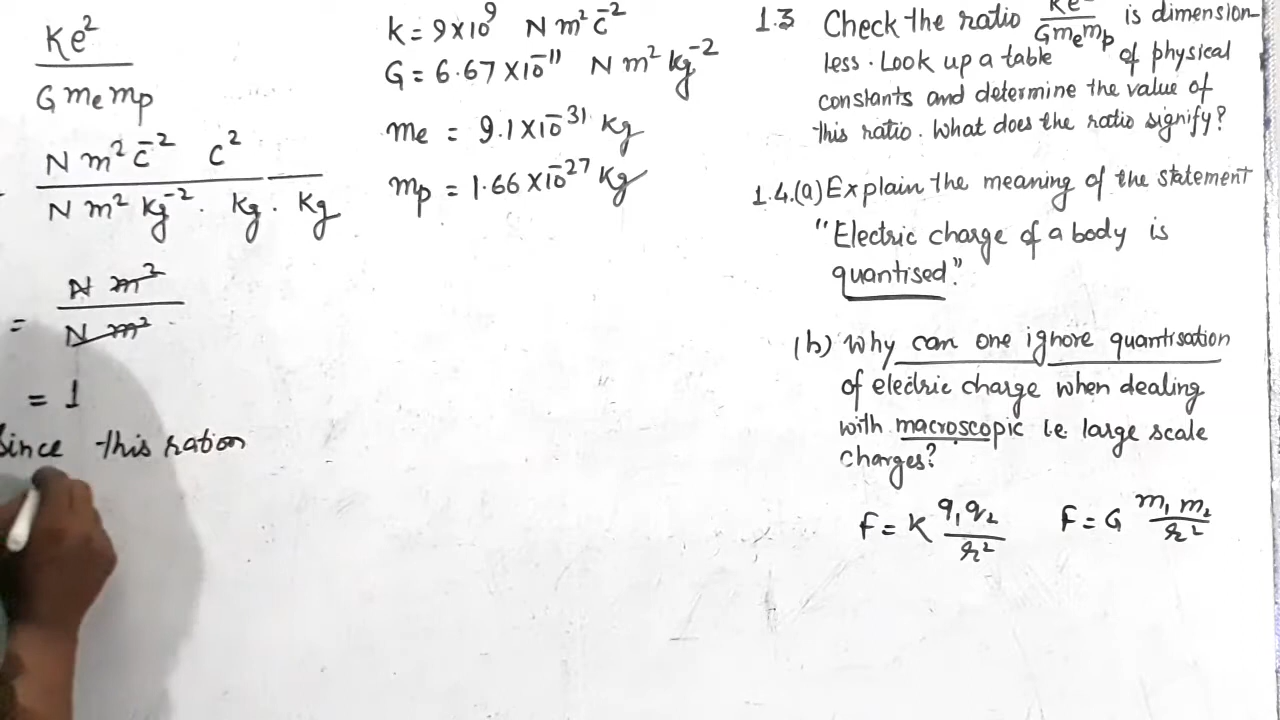 Ke²
G me mp
N m² c⁻² c²
N m² kg⁻² . kg . kg
= N m²
N m²
= 1
Since this ration
K = 9×10⁹ N m² c⁻²
G = 6.67×10⁻¹¹ N m² kg⁻²
me = 9.1×10⁻³¹ kg
mp = 1.66×10⁻²⁷ kg
1.3 Check the ratio Ke² / G me mp is dimension-
less. Look up a table of physical
constants and determine the value of
this ratio. What does the ratio signify?
1.4.(a) Explain the meaning of the statement
"Electric charge of a body is
quantised."
(b) Why can one ignore quantisation
of electric charge when dealing
with macroscopic i.e large scale
charges?
F = K q₁q₂ / r² F = G m₁ m₂ / r²